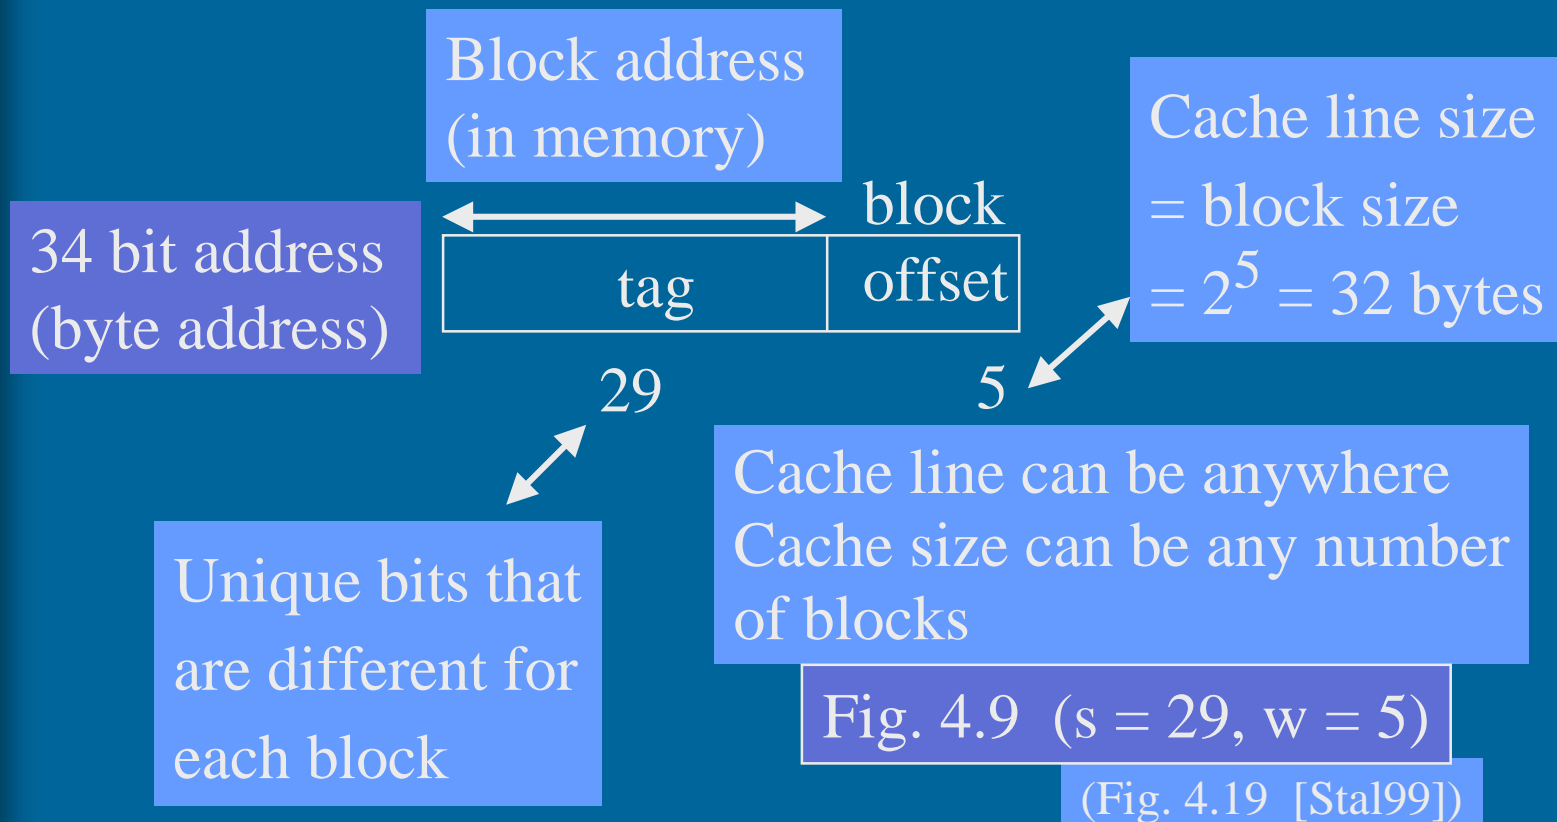 Block address
(in memory)
Cache line size
= block size
= 2^5 = 32 bytes
34 bit address
(byte address)
tag
block
offset
29
5
Unique bits that
are different for
each block
Cache line can be anywhere
Cache size can be any number
of blocks
Fig. 4.9 (s = 29, w = 5)
(Fig. 4.19 [Stal99])